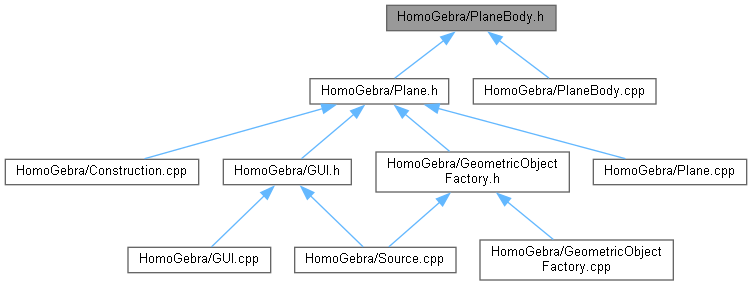 HomoGebra/PlaneBody.h
HomoGebra/Plane.h
HomoGebra/PlaneBody.cpp
HomoGebra/Construction.cpp
HomoGebra/GUI.h
HomoGebra/GeometricObject
Factory.h
HomoGebra/Plane.cpp
HomoGebra/GUI.cpp
HomoGebra/Source.cpp
HomoGebra/GeometricObject
Factory.cpp